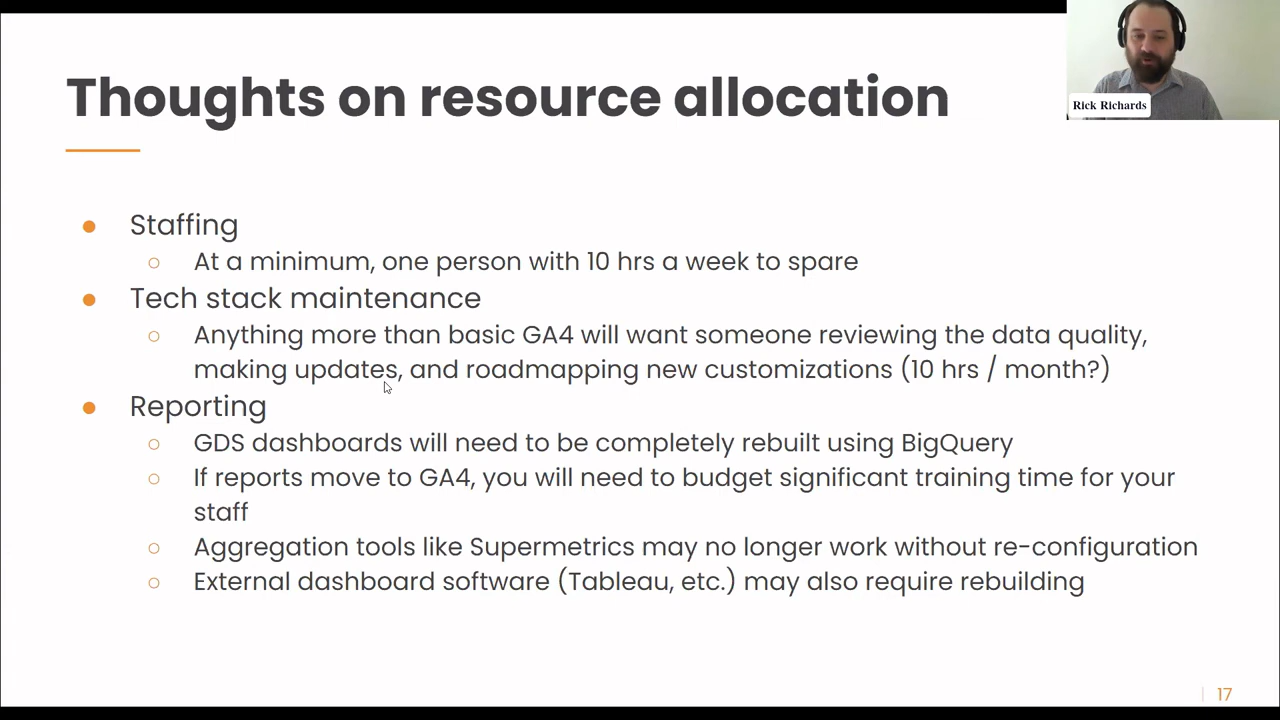 Thoughts on resource allocation
Rick Richards
● Staffing
○ At a minimum, one person with 10 hrs a week to spare
● Tech stack maintenance
○ Anything more than basic GA4 will want someone reviewing the data quality,
making updates, and roadmapping new customizations (10 hrs / month?)
● Reporting
○ GDS dashboards will need to be completely rebuilt using BigQuery
○ If reports move to GA4, you will need to budget significant training time for your
staff
○ Aggregation tools like Supermetrics may no longer work without re-configuration
○ External dashboard software (Tableau, etc.) may also require rebuilding
17